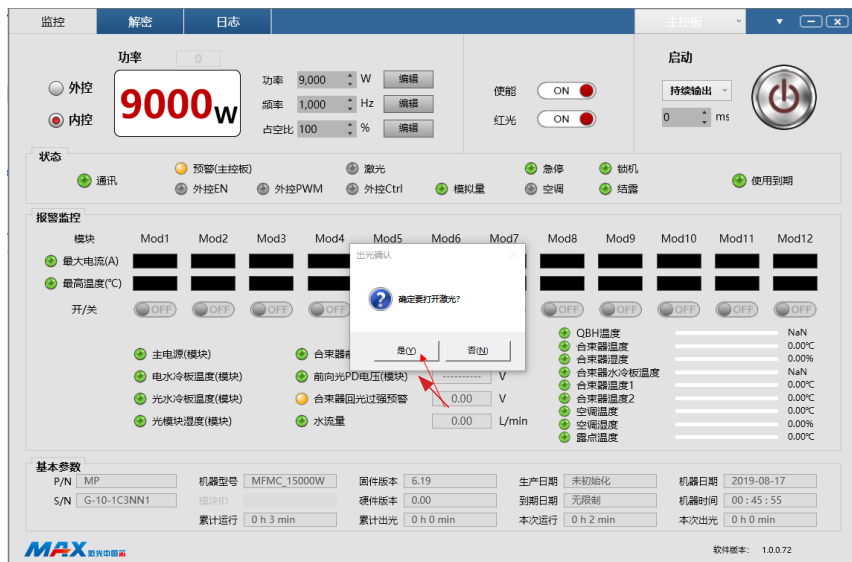 监控 解密 日志 主控板
功率 0 启动
外控 9000W 功率 9,000 W 编辑 使能 ON 持续输出
内控 频率 1,000 Hz 编辑 红光 ON 0 ms
占空比 100 % 编辑
状态
通讯 预警(主控板) 激光 急停 锁机 使用到期
外控EN 外控PWM 外控Ctrl 模拟量 空调 结露
报警监控
模块 Mod1 Mod2 Mod3 Mod4 Mod5 Mod6 Mod7 Mod8 Mod9 Mod10 Mod11 Mod12
最大电流(A)
最高温度(℃)
开/关 OFF OFF OFF OFF OFF OFF OFF OFF OFF
出光确认
确定要打开激光?
是(Y) 否(N)
主电源(模块) 合束器
电水冷板温度(模块) 前向光PD电压(模块) ---------- V
光水冷板温度(模块) 合束器回光过强预警 0.00 V
光模块湿度(模块) 水流量 0.00 L/min
QBH温度 NaN
合束器温度 0.00℃
合束器湿度 0.00%
合束器水冷板温度 NaN
合束器温度1 0.00℃
合束器温度2 0.00℃
空调温度 0.00℃
空调湿度 0.00%
露点温度 0.00℃
基本参数
P/N MP 机器型号 MFMC_15000W 固件版本 6.19 生产日期 未初始化 机器日期 2019-08-17
S/N G-10-1C3NN1 模块ID 硬件版本 0.00 到期日期 无限制 机器时间 00:45:55
累计运行 0 h 3 min 累计出光 0 h 0 min 本次运行 0 h 2 min 本次出光 0 h 0 min
MAX 激光中国芯 软件版本: 1.0.0.72